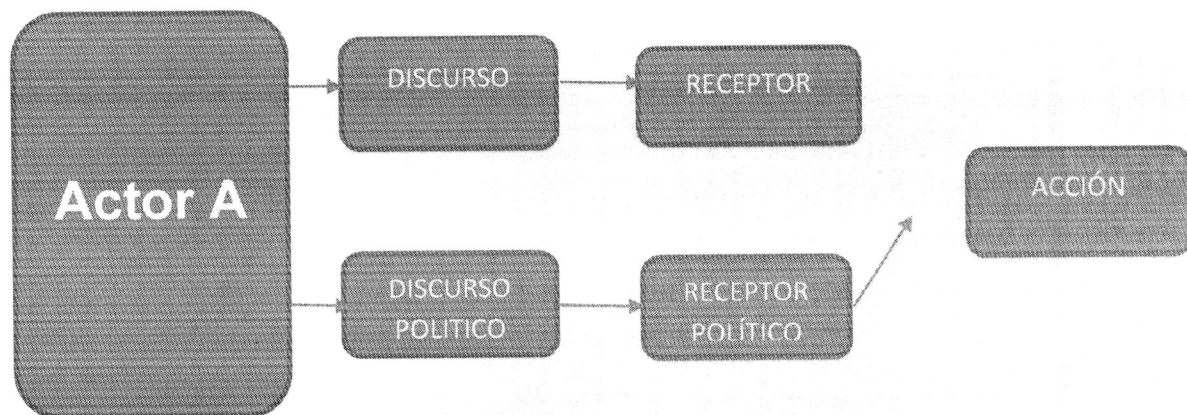 Actor A
DISCURSO
RECEPTOR
ACCIÓN
DISCURSO
POLITICO
RECEPTOR
POLÍTICO